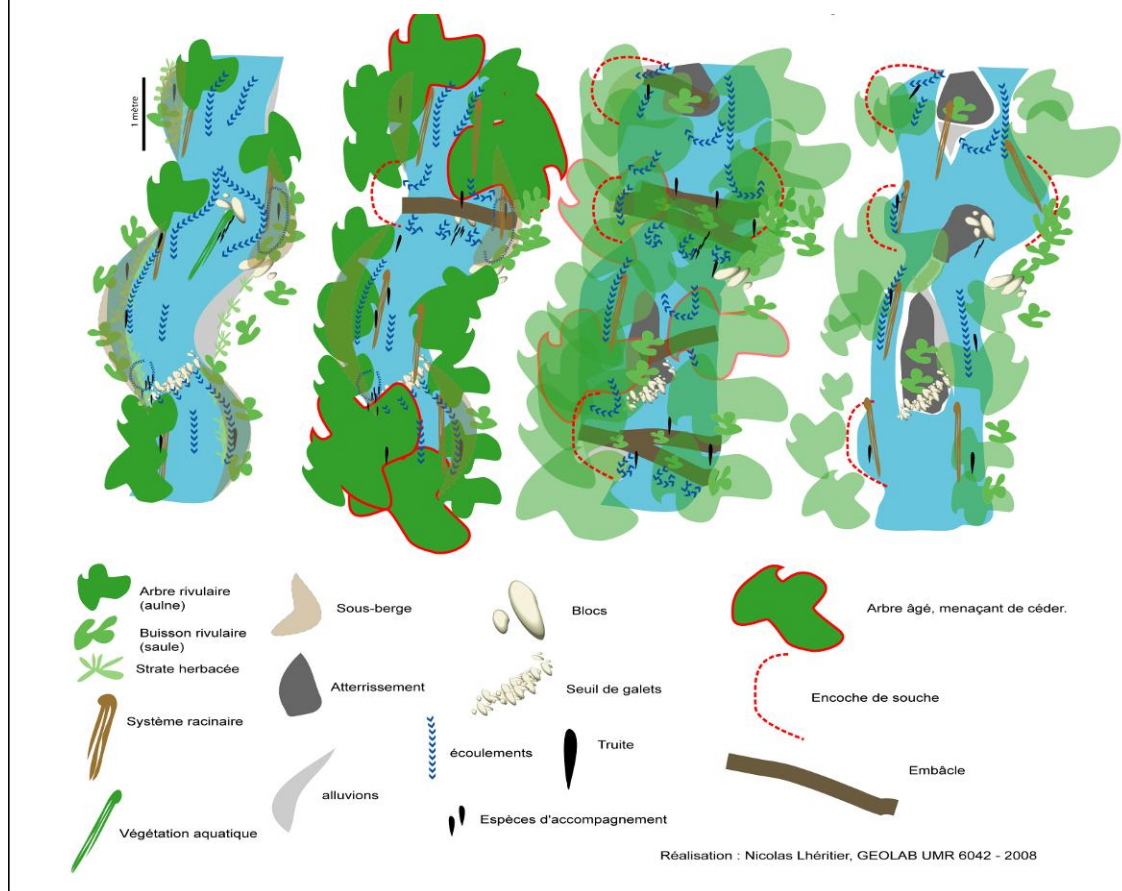 1 mètre
Arbre rivulaire
(aulne)
Buisson rivulaire
(saule)
Strate herbacée
Système racinaire
Végétation aquatique
Sous-berge
Atterrissement
alluvions
Blocs
Seuil de galets
écoulements
Truite
Espèces d'accompagnement
Arbre âgé, menaçant de céder.
Encoche de souche
Embâcle
Réalisation : Nicolas Lhéritier, GEOLAB UMR 6042 - 2008